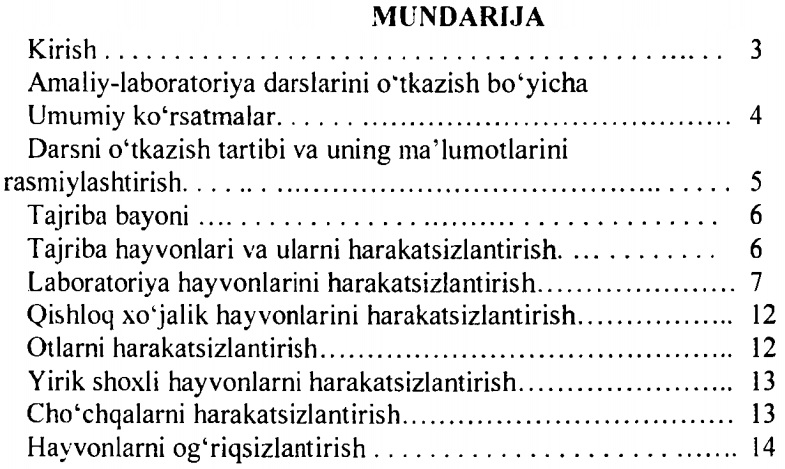 MUNDARIJA
Kirish . . . . . . . . . . . . . . . . . . . . . . . . . . . . . . . . . . . . . . . . . . . . 3
Amaliy-laboratoriya darslarini o‘tkazish bo‘yicha
Umumiy ko‘rsatmalar. . . . . ................................................ 4
Darsni o‘tkazish tartibi va uning ma’lumotlarini
rasmiylashtirish. . . . ... . ................................................ . . . . . 5
Tajriba bayoni .... . . . . . . . . . . . . . . . .......... . . . . . . . . . . . . . . . . 6
Tajriba hayvonlari va ularni harakatsizlantirish. . .... . . . . . . . . 6
Laboratoriya hayvonlarini harakatsizlantirish......................... 7
Qishloq xo‘jalik hayvonlarini harakatsizlantirish.................... 12
Otlarni harakatsizlantirish...................................................... 12
Yirik shoxli hayvonlarni harakatsizlantirish............................ 13
Cho‘chqalarni harakatsizlantirish........................................... 13
Hayvonlarni og‘riqsizlantirish . . . . . . . . . . . . . . . . . . . . . . ....... 14